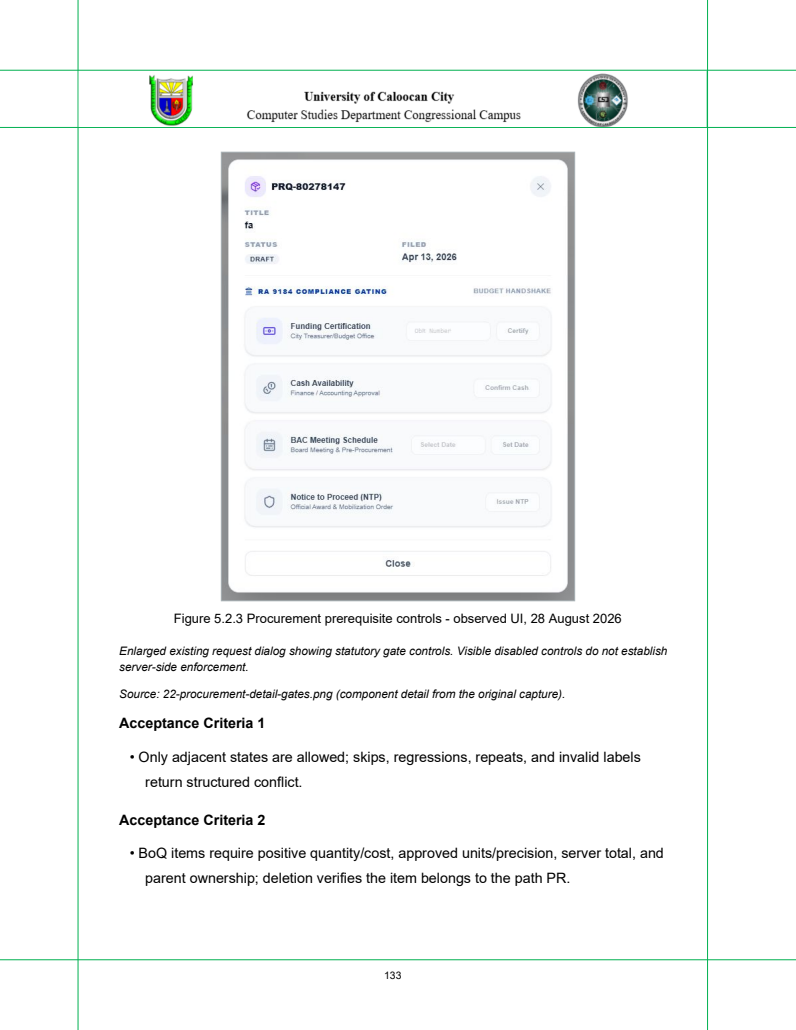 University of Caloocan City
Computer Studies Department Congressional Campus
PRQ-80278147
TITLE
fa
STATUS
FILED
DRAFT
Apr 13, 2026
RA 9184 COMPLIANCE GATING
BUDGET HANDSHAKE
Funding Certification
City Treasurer/Budget Office
OBR Number
Certify
Cash Availability
Finance / Accounting Approval
Confirm Cash
BAC Meeting Schedule
Board Meeting & Pre-Procurement
Select Date
Set Date
Notice to Proceed (NTP)
Official Award & Mobilization Order
Issue NTP
Close
Figure 5.2.3 Procurement prerequisite controls - observed UI, 28 August 2026
Enlarged existing request dialog showing statutory gate controls. Visible disabled controls do not establish
server-side enforcement.
Source: 22-procurement-detail-gates.png (component detail from the original capture).
Acceptance Criteria 1
• Only adjacent states are allowed; skips, regressions, repeats, and invalid labels
return structured conflict.
Acceptance Criteria 2
• BoQ items require positive quantity/cost, approved units/precision, server total, and
parent ownership; deletion verifies the item belongs to the path PR.
133